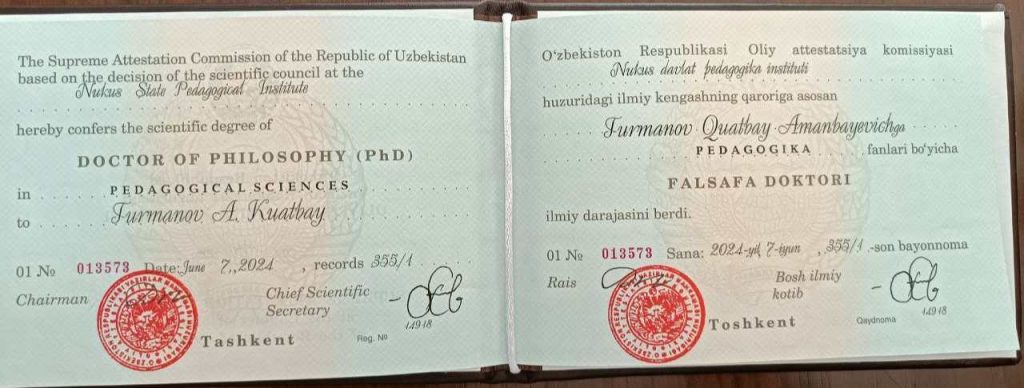 The Supreme Attestation Commission of the Republic of Uzbekistan
based on the decision of the scientific council at the
Nukus State Pedagogical Institute
hereby confers the scientific degree of
DOCTOR OF PHILOSOPHY (PhD)
in PEDAGOGICAL SCIENCES
to Turmanov A. Kuatbay
01 № 013573 Date: June 7, 2024, records 355/1
Chairman
Chief Scientific
Secretary
14918
Tashkent
Reg. №
O‘zbekiston Respublikasi Oliy attestatsiya komissiyasi
Nukus davlat pedagogika instituti
huzuridagi ilmiy kengashning qaroriga asosan
Turmanov Quatbay Amanbayevichga
PEDAGOGIKA fanlari bo‘yicha
FALSAFA DOKTORI
ilmiy darajasini berdi.
01 № 013573 Sana: 2024-yil, 7-iyun, 355/1.-son bayonnoma
Rais
Bosh ilmiy
kotib
14918
Toshkent
Qaydnoma